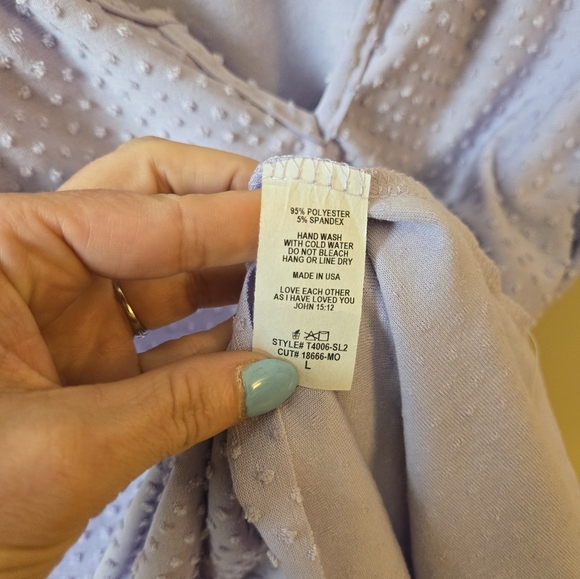 95% POLYESTER
5% SPANDEX
HAND WASH
WITH COLD WATER
DO NOT BLEACH
HANG OR LINE DRY
MADE IN USA
LOVE EACH OTHER
AS I HAVE LOVED YOU
JOHN 15:12
STYLE# T4006-SL2
CUT# 18666-MO
L